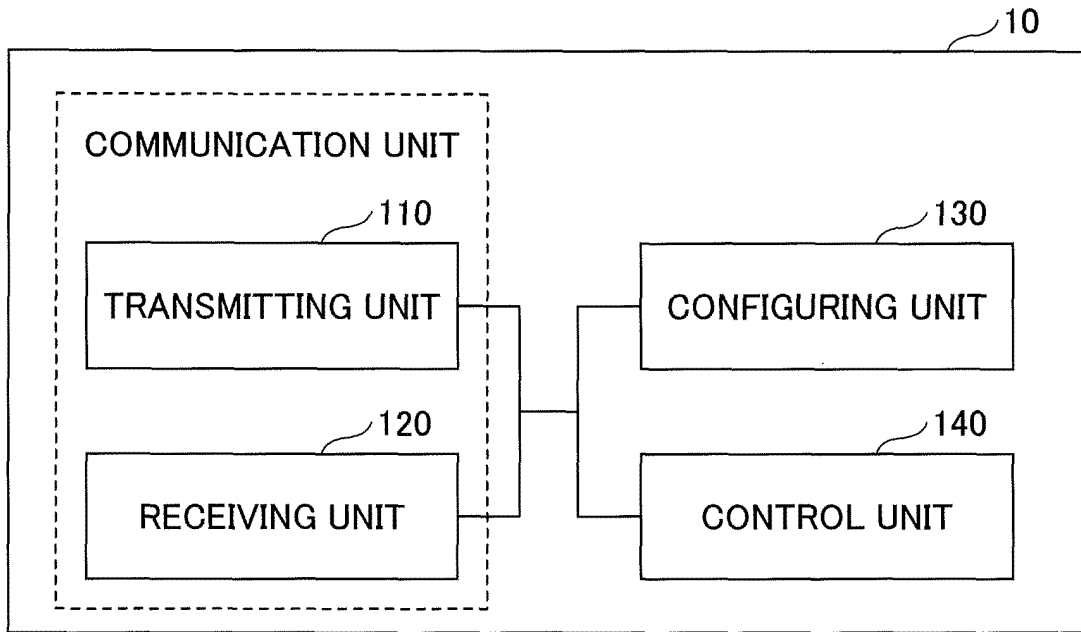 10
COMMUNICATION UNIT
110
TRANSMITTING UNIT
130
CONFIGURING UNIT
120
RECEIVING UNIT
140
CONTROL UNIT